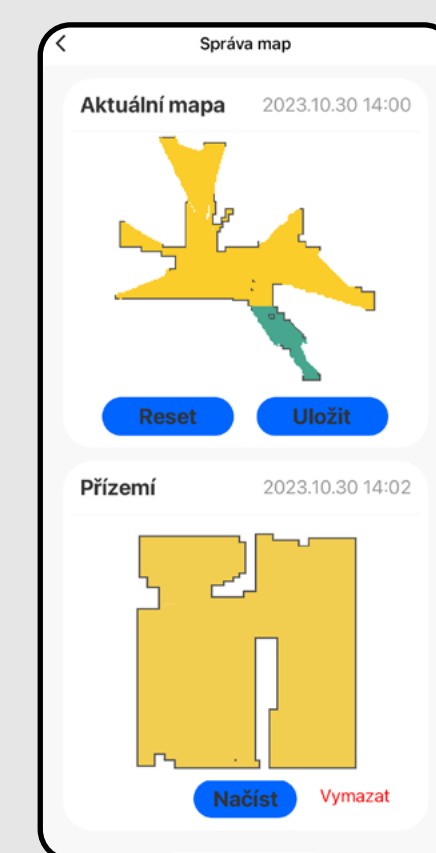 Správa map
Aktuální mapa 2023.10.30 14:00
Reset Uložit
Přízemí 2023.10.30 14:02
Načíst Vymazat